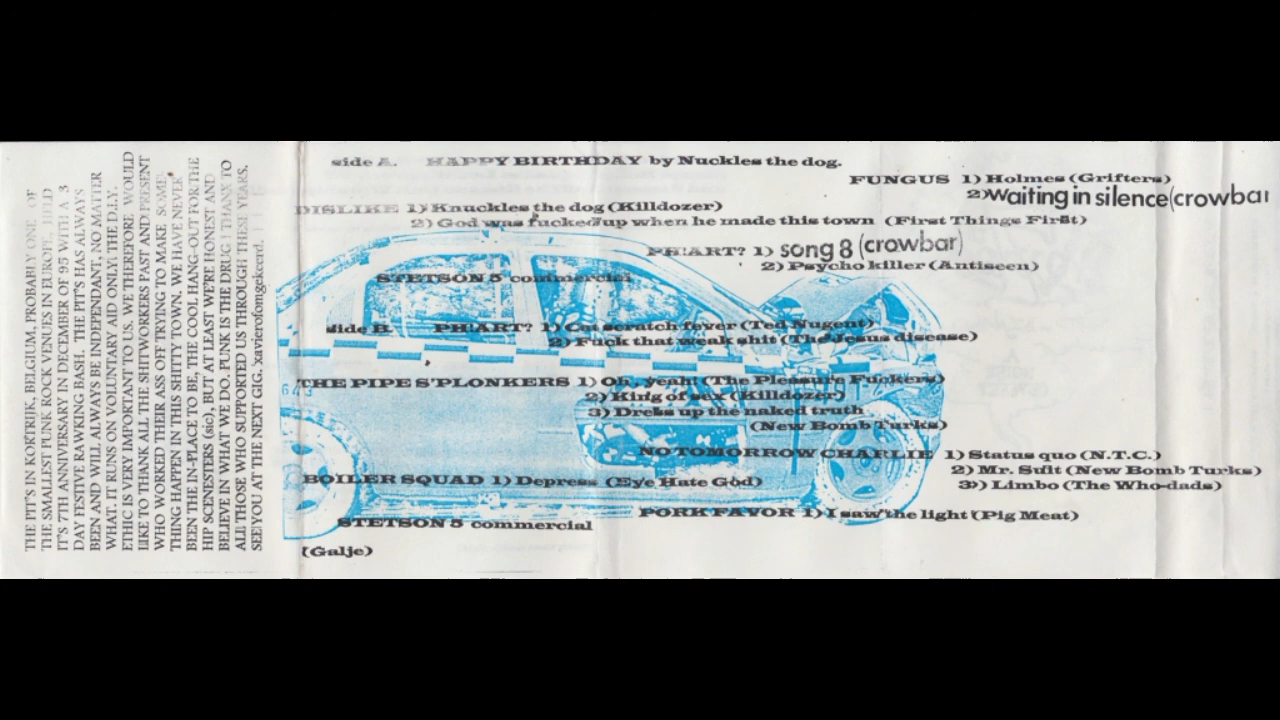 THE PIT'S IN KORTRIJK, BELGIUM, PROBABLY ONE OF
THE SMALLEST PUNK ROCK VENUES IN EUROPE, HELD
IT'S 7TH ANNIVERSARY IN DECEMBER OF 95 WITH A 3
DAY FESTIVE RAWKING BASH. THE PIT'S HAS ALWAYS
BEEN AND WILL ALWAYS BE INDEPENDANT, NO MATER
WHAT. IT RUNS ON VOLUNTARY AID ONLY. THE D.I.Y.
ETHIC IS VERY IMPORTANT TO US. WE THEREFORE WOULD
LIKE TO THANK ALL THE SHITWORKERS PAST AND PRESENT
WHO WORKED THEIR ASS OFF TRYING TO MAKE SOME
THING HAPPEN IN THIS SHITTY TOWN. WE HAVE NEVER
BEEN THE IN-PLACE TO BE, THE COOL HANG-OUT FOR THE
HIP SCENESTERS (sic), BUT AT LEAST WE'RE HONEST AND
BELIEVE IN WHAT WE DO. PUNK IS THE DRUG ! THANX TO
ALL THOSE WHO SUPPORTED US THROUGH THESE YEARS.
SEE YOU AT THE NEXT GIG. xavierofomgekeerd.
side A. HAPPY BIRTHDAY by Nuckles the dog.
FUNGUS 1) Holmes (Grifters)
2) Waiting in silence (crowbar
DISLIKE 1) Knuckles the dog (Killdozer)
2) God was fucked up when he made this town (First Things First)
PH!ART? 1) song 8 (crowbar)
2) Psycho killer (Antiseen)
STETSON 5 commercial
side B. PH!ART? 1) Cat scratch fever (Ted Nugent)
2) Fuck that weak shit (The Jesus disease)
THE PIPE S'PLONKERS 1) Oh, yeah! (The Pleasure Fuckers)
643
2) King of sex (Killdozer)
3) Dress up the naked truth
(New Bomb Turks)
NO TOMORROW CHARLIE 1) Status quo (N.T.C.)
2) Mr. Suit (New Bomb Turks)
3) Limbo (The Who-dads)
BOILER SQUAD 1) Depress (Eye Hate God)
PORK FAVOR 1) I saw the light (Pig Meat)
STETSON 5 commercial
(Galje)